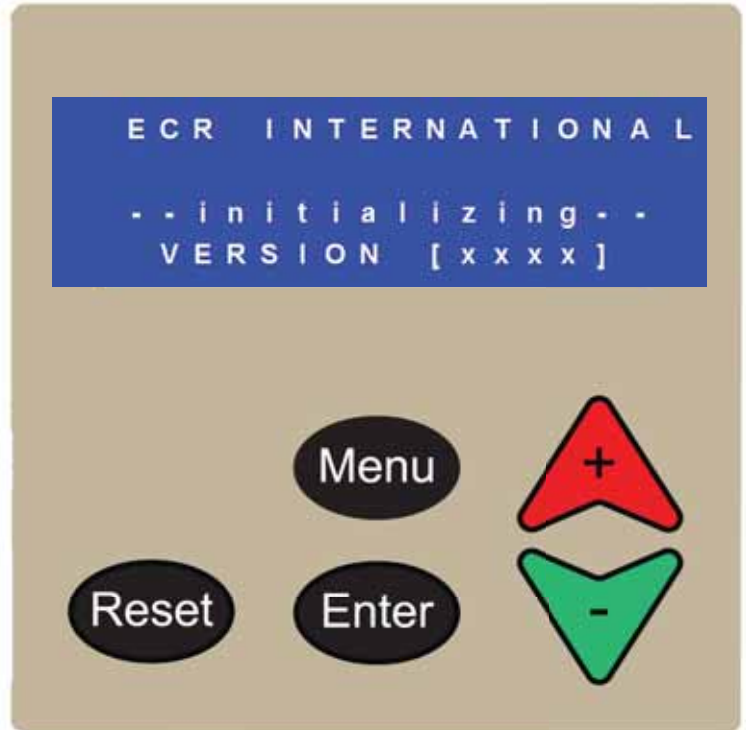 ECR INTERNATIONAL
--initializing--
VERSION [xxxx]
Menu
+
Reset
Enter
-